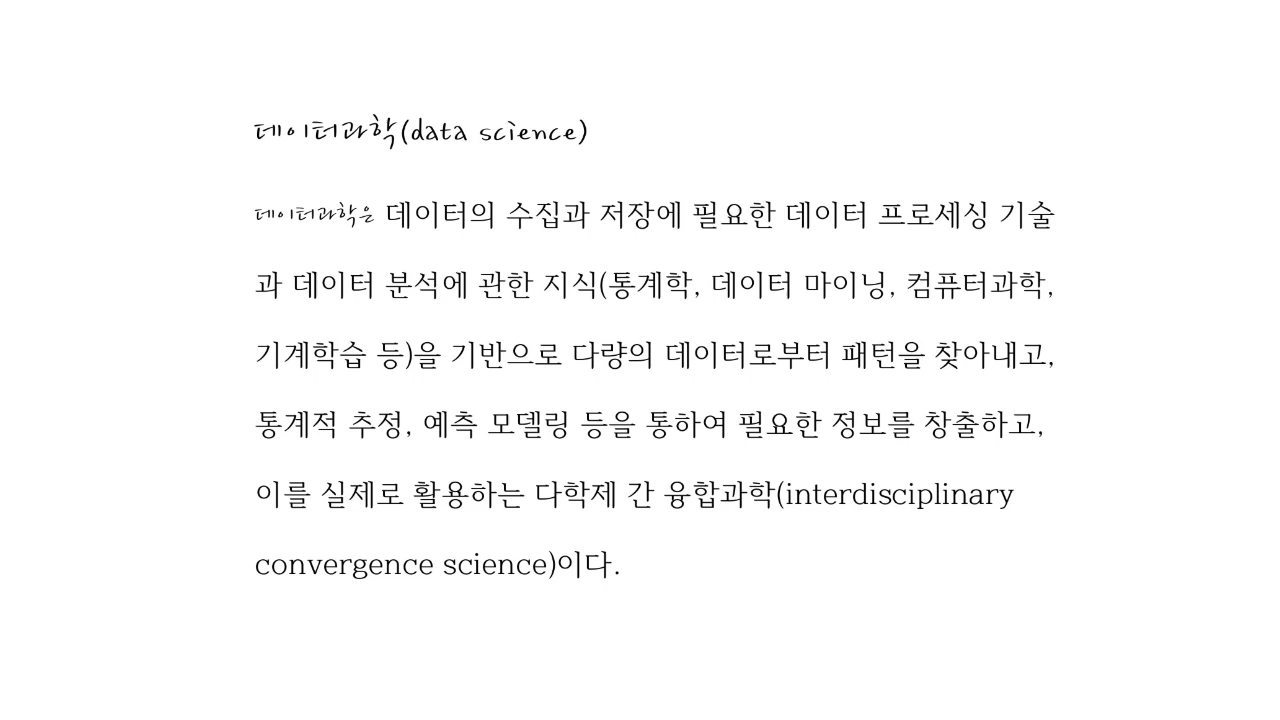 데이터과학(data science)
데이터과학은 데이터의 수집과 저장에 필요한 데이터 프로세싱 기술
과 데이터 분석에 관한 지식(통계학, 데이터 마이닝, 컴퓨터과학,
기계학습 등)을 기반으로 다량의 데이터로부터 패턴을 찾아내고,
통계적 추정, 예측 모델링 등을 통하여 필요한 정보를 창출하고,
이를 실제로 활용하는 다학제 간 융합과학(interdisciplinary
convergence science)이다.